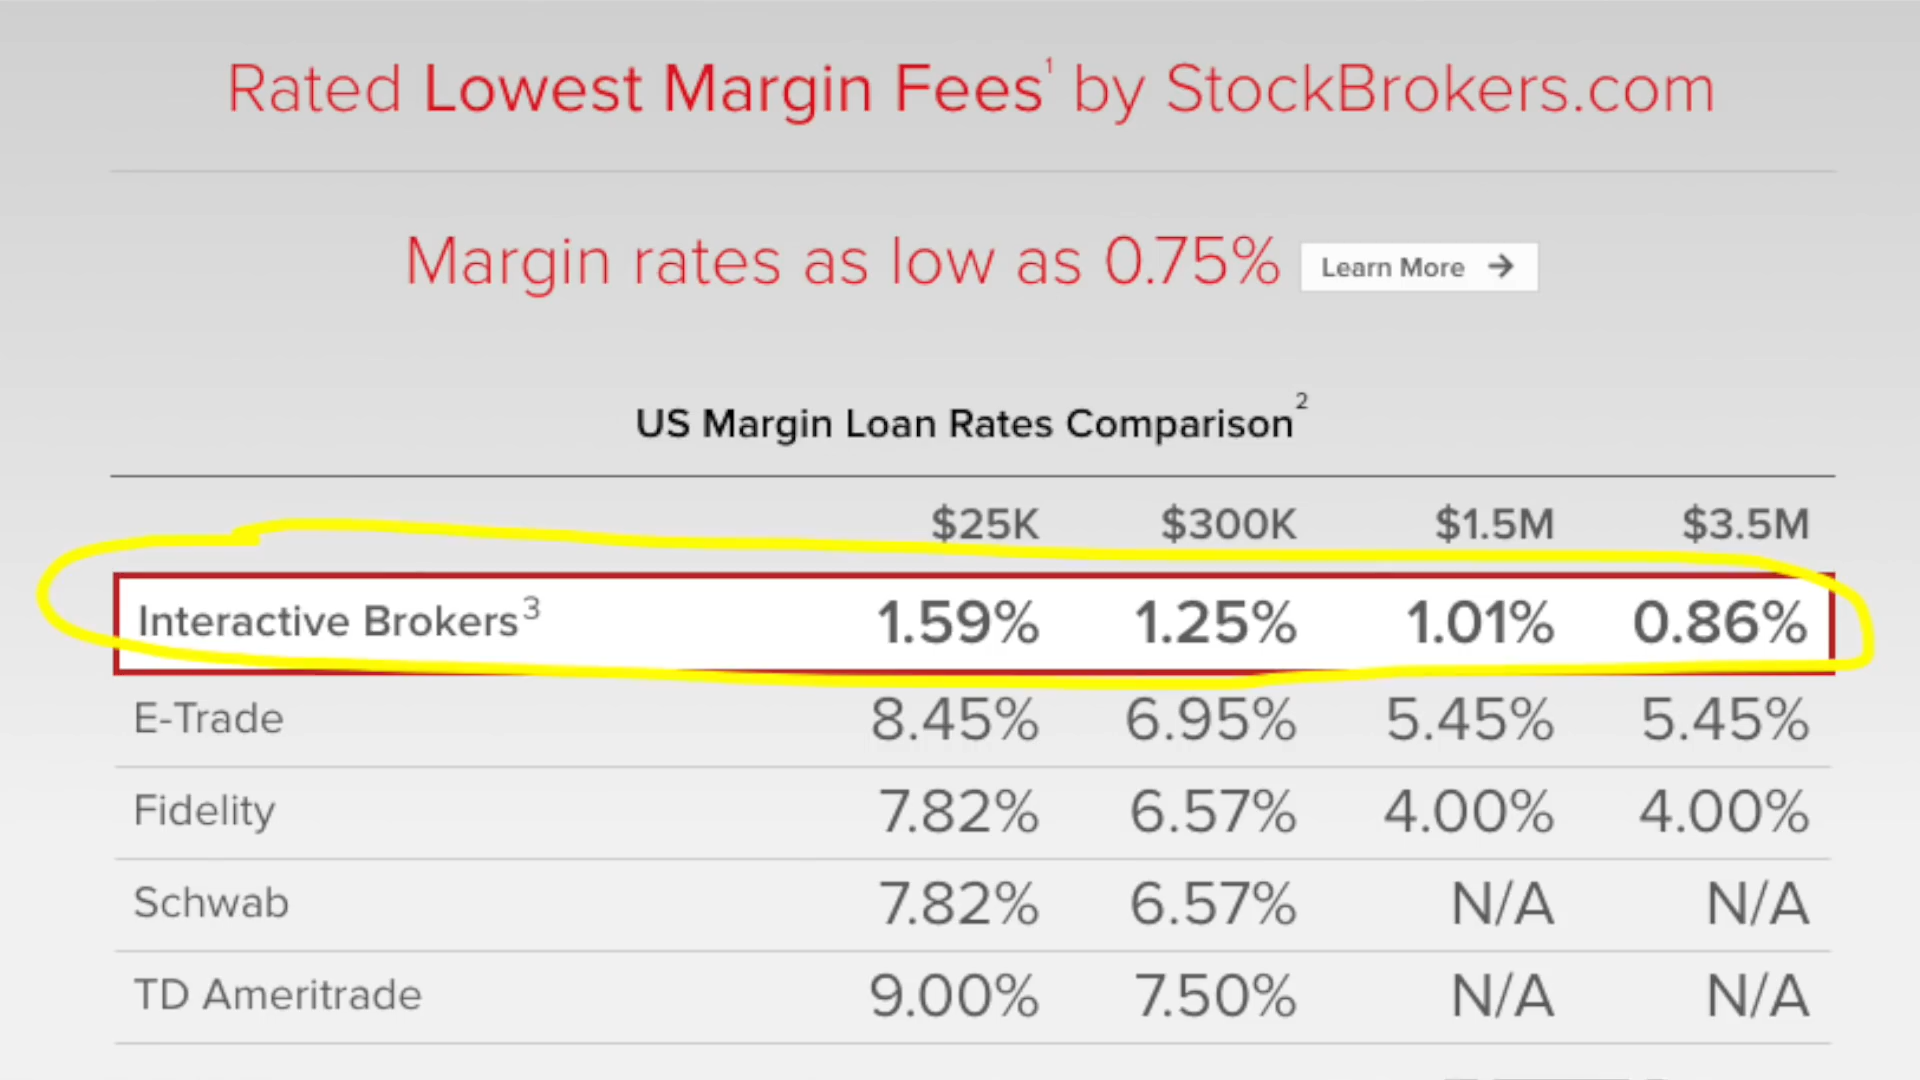 Rated Lowest Margin Fees¹ by StockBrokers.com
Margin rates as low as 0.75% Learn More →
US Margin Loan Rates Comparison²
$25K $300K $1.5M $3.5M
Interactive Brokers³ 1.59% 1.25% 1.01% 0.86%
E-Trade 8.45% 6.95% 5.45% 5.45%
Fidelity 7.82% 6.57% 4.00% 4.00%
Schwab 7.82% 6.57% N/A N/A
TD Ameritrade 9.00% 7.50% N/A N/A